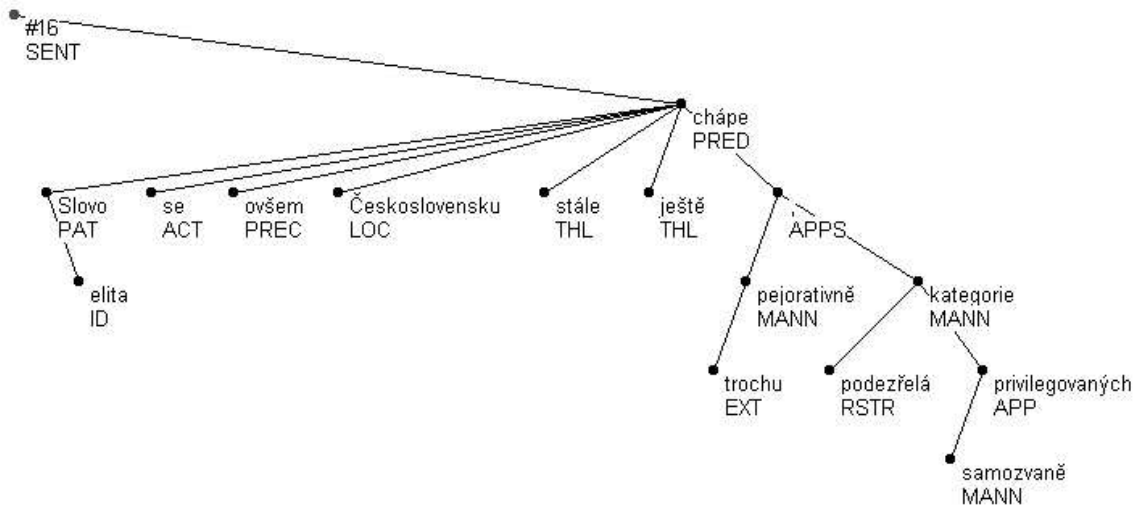 #16
SENT
chápe
PRED
Slovo
PAT
se
ACT
ovšem
PREC
Československu
LOC
stále
THL
ještě
THL
APPS
elita
ID
pejorativně
MANN
kategorie
MANN
trochu
EXT
podezřelá
RSTR
privilegovaných
APP
samozvaně
MANN